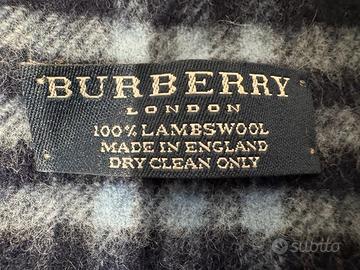 BURBERRY
LONDON
100% LAMBSWOOL
MADE IN ENGLAND
DRY CLEAN ONLY
subito